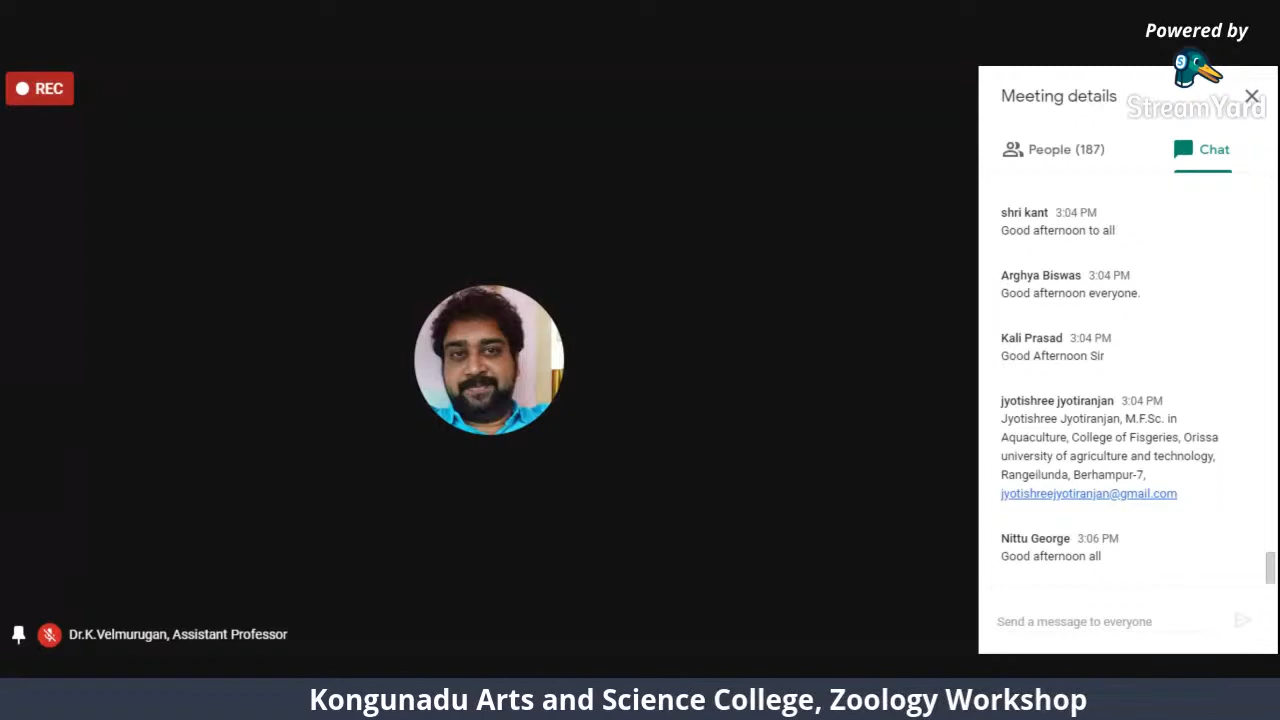 Powered by
StreamYard
REC
Meeting details
People (187)
Chat
shri kant 3:04 PM
Good afternoon to all
Arghya Biswas 3:04 PM
Good afternoon everyone.
Kali Prasad 3:04 PM
Good Afternoon Sir
jyotishree jyotiranjan 3:04 PM
Jyotishree Jyotiranjan, M.F.Sc. in
Aquaculture, College of Fisgeries, Orissa
university of agriculture and technology,
Rangeilunda, Berhampur-7,
jyotishreejyotiranjan@gmail.com
Nittu George 3:06 PM
Good afternoon all
Send a message to everyone
Dr.K.Velmurugan, Assistant Professor
Kongunadu Arts and Science College, Zoology Workshop